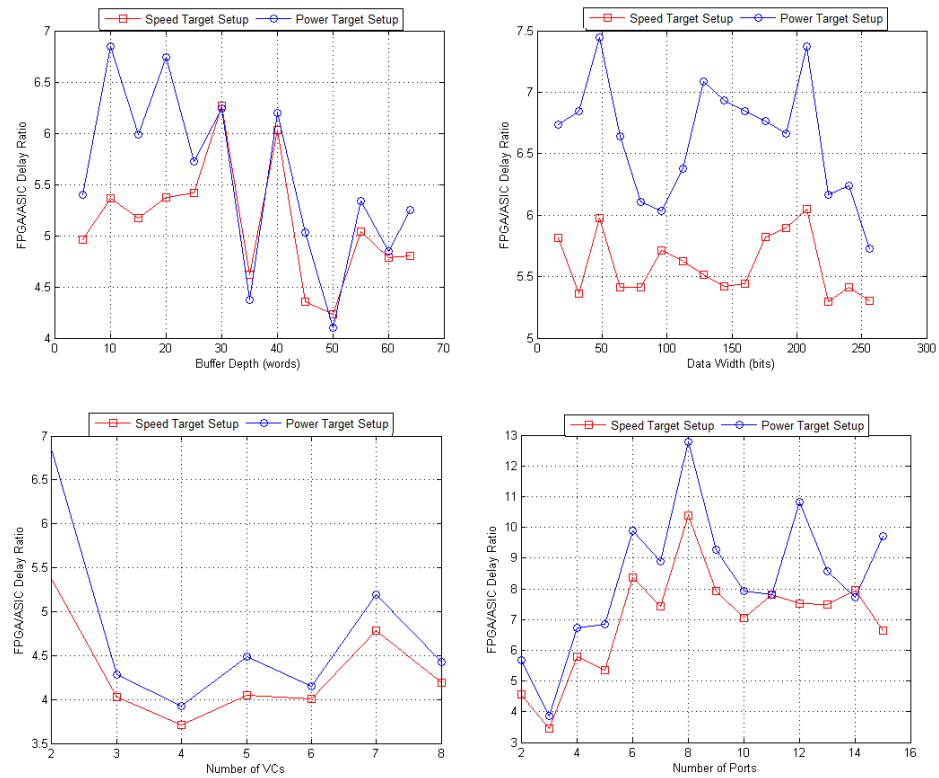 Speed Target Setup Power Target Setup
7
6.5
6
5.5
5
4.5
4
FPGA/ASIC Delay Ratio
0 10 20 30 40 50 60 70
Buffer Depth (words)
Speed Target Setup Power Target Setup
7.5
7
6.5
6
5.5
5
FPGA/ASIC Delay Ratio
0 50 100 150 200 250 300
Data Width (bits)
Speed Target Setup Power Target Setup
7
6.5
6
5.5
5
4.5
4
3.5
FPGA/ASIC Delay Ratio
2 3 4 5 6 7 8
Number of VCs
Speed Target Setup Power Target Setup
13
12
11
10
9
8
7
6
5
4
3
FPGA/ASIC Delay Ratio
2 4 6 8 10 12 14 16
Number of Ports